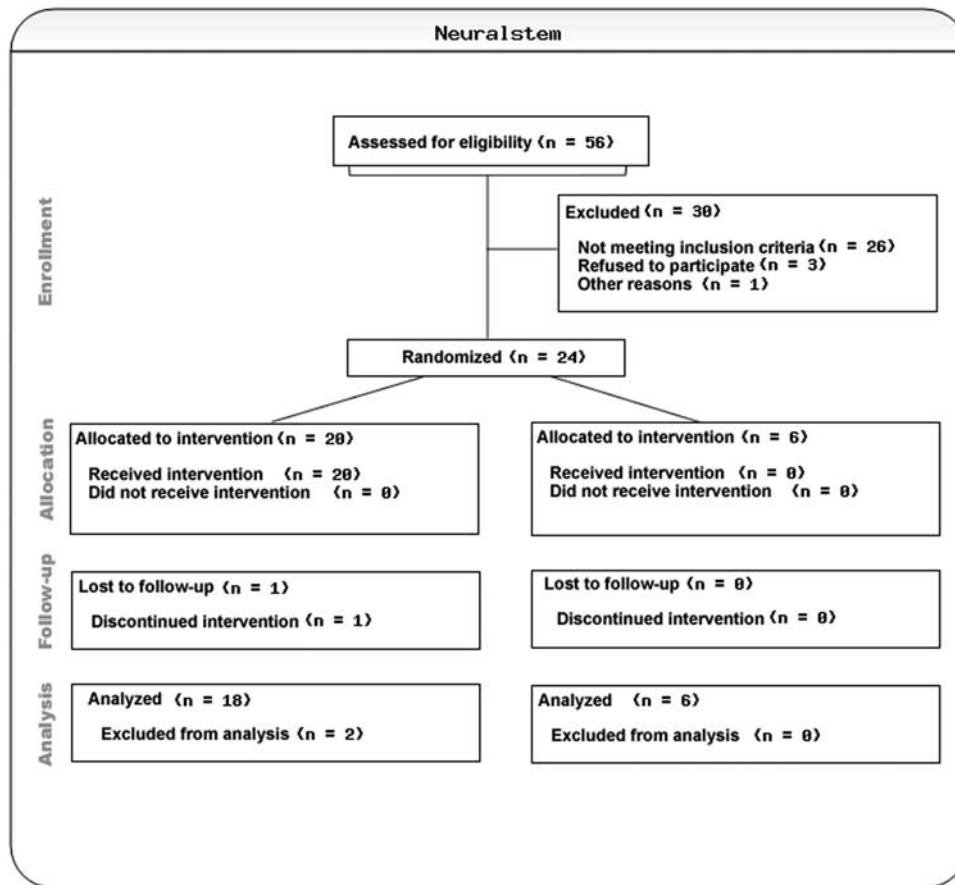 Neuralstem
Enrollment
Assessed for eligibility (n = 56)
Excluded (n = 30)
Not meeting inclusion criteria (n = 26)
Refused to participate (n = 3)
Other reasons (n = 1)
Randomized (n = 24)
Allocation
Allocated to intervention (n = 20)
Received intervention (n = 20)
Did not receive intervention (n = 0)
Allocated to intervention (n = 6)
Received intervention (n = 0)
Did not receive intervention (n = 0)
Follow-up
Lost to follow-up (n = 1)
Discontinued intervention (n = 1)
Lost to follow-up (n = 0)
Discontinued intervention (n = 0)
Analysis
Analyzed (n = 18)
Excluded from analysis (n = 2)
Analyzed (n = 6)
Excluded from analysis (n = 0)